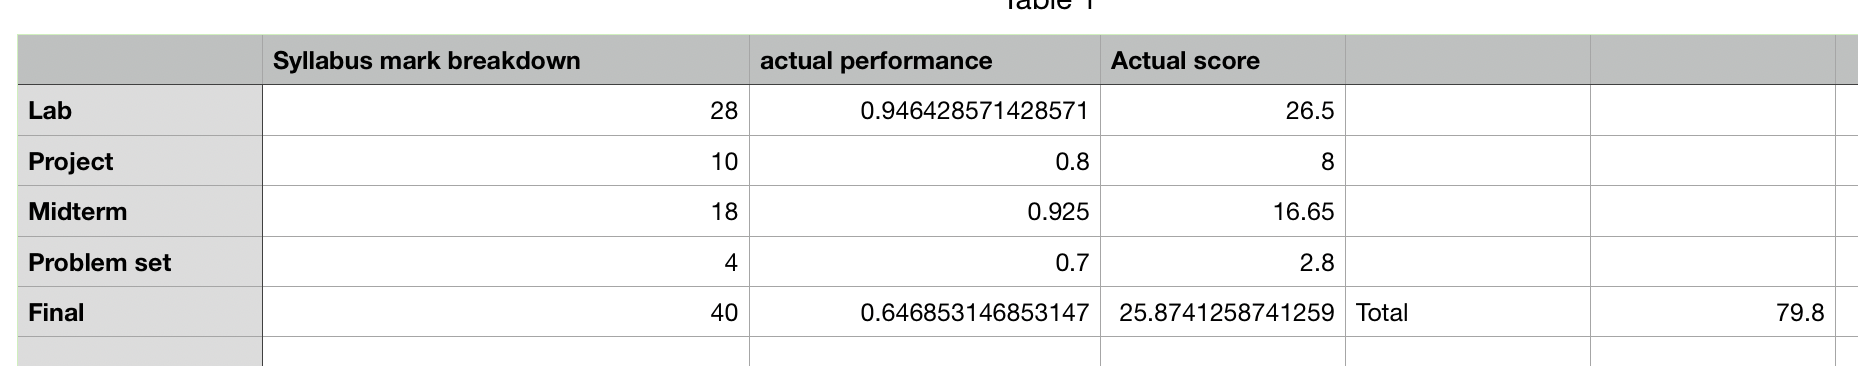 Table 1
Syllabus mark breakdown actual performance Actual score
Lab 28 0.946428571428571 26.5
Project 10 0.8 8
Midterm 18 0.925 16.65
Problem set 4 0.7 2.8
Final 40 0.646853146853147 25.8741258741259 Total 79.8